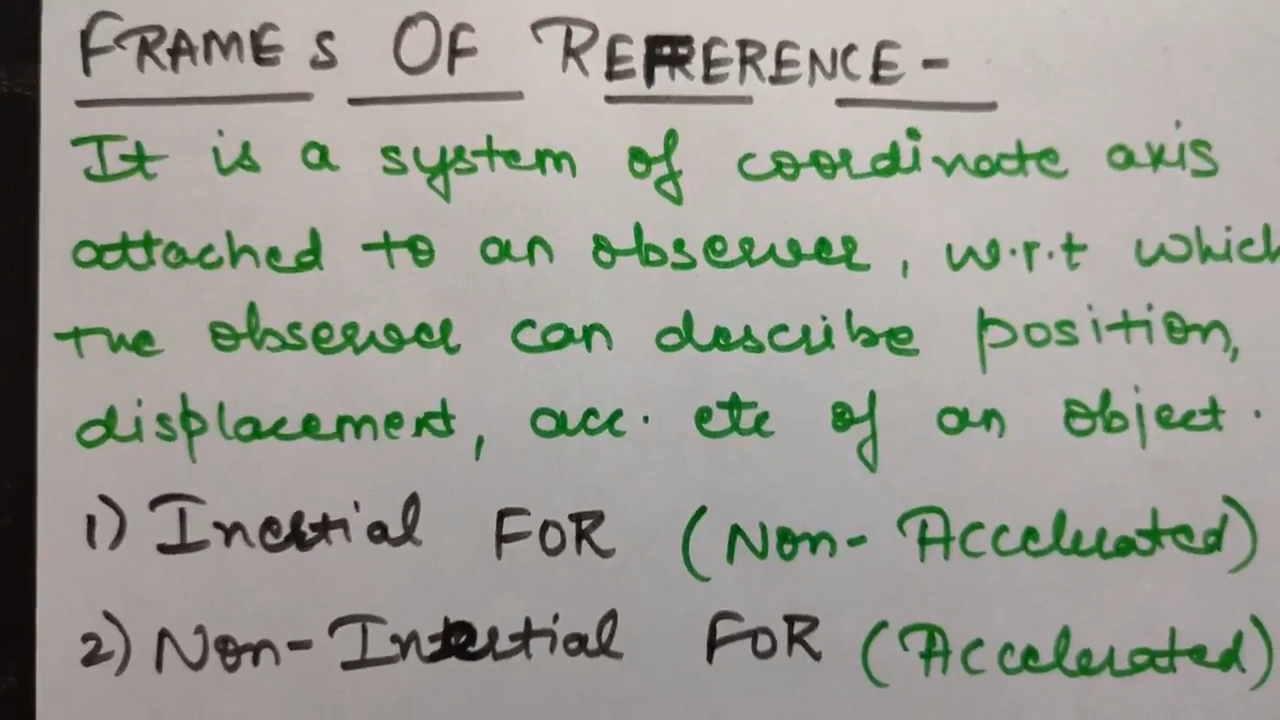 FRAMES OF REFERENCE -
It is a system of coordinate axis
attached to an observer, w.r.t which
the observer can describe position,
displacement, acc. etc of an object.
1) Inertial FOR (Non-Accelerated)
2) Non-Inertial FOR (Accelerated)